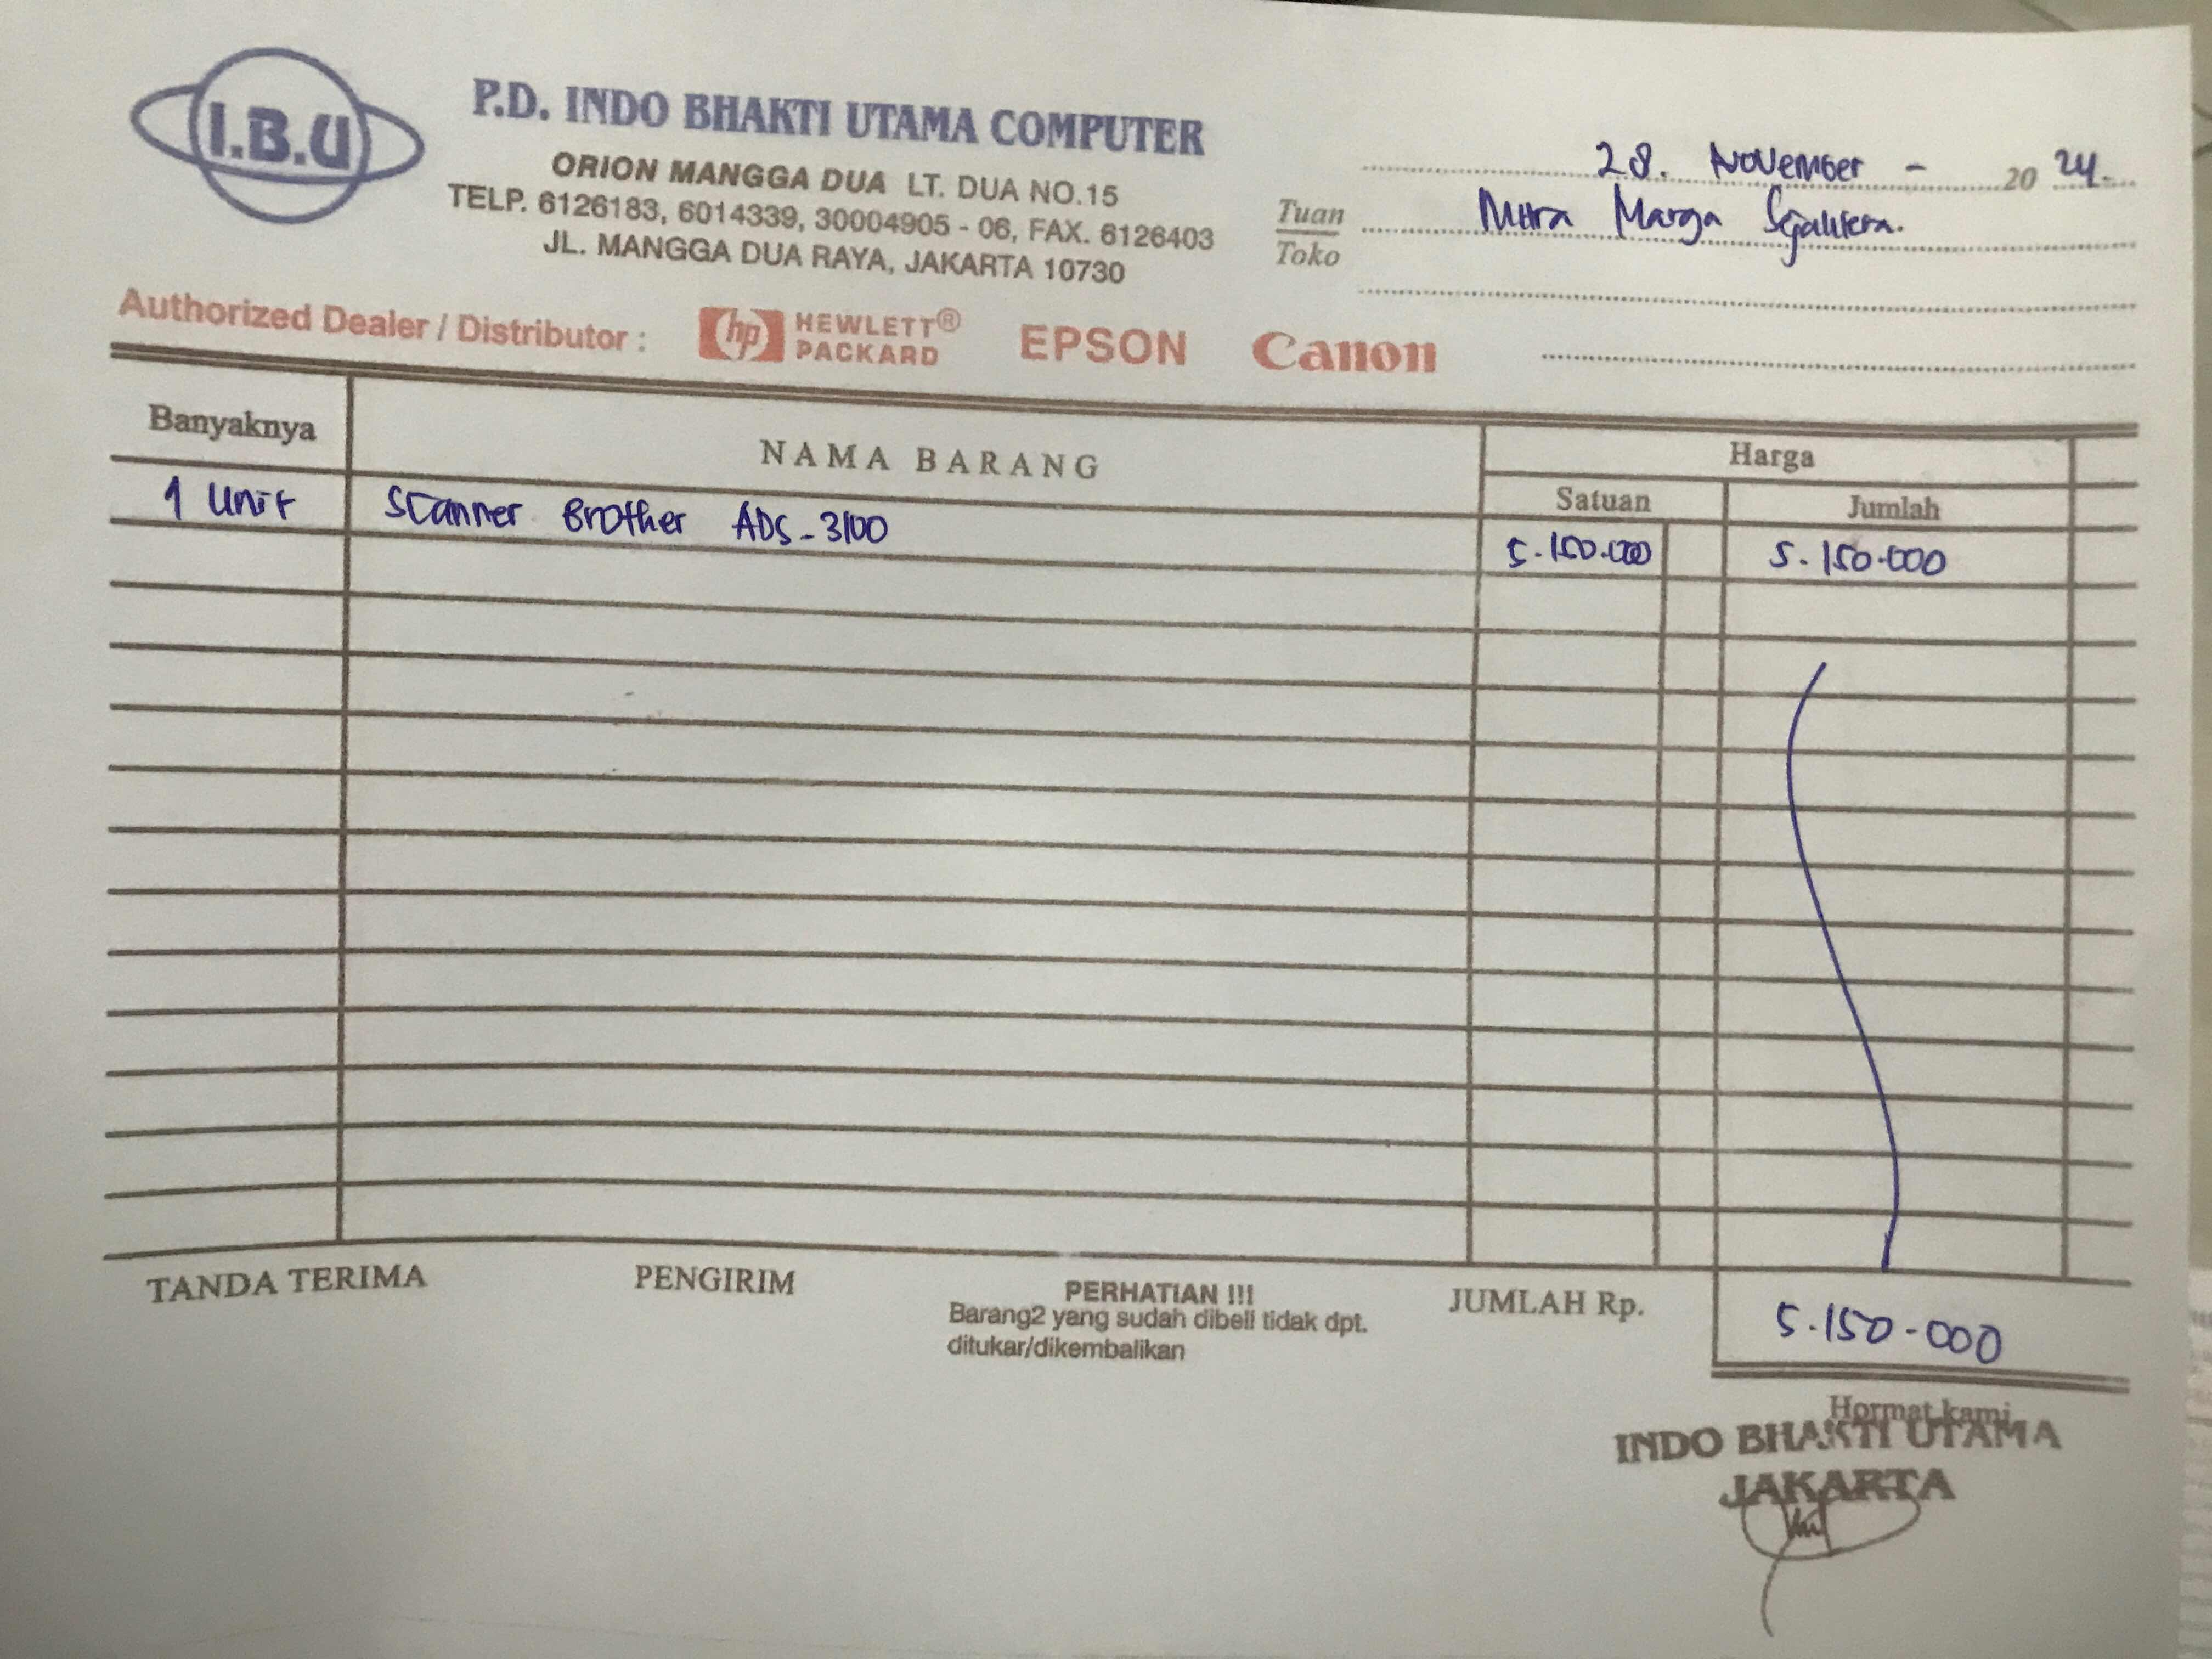 I.B.U
P.D. INDO BHAKTI UTAMA COMPUTER
ORION MANGGA DUA LT. DUA NO.15
TELP. 6126183, 6014339, 30004905 - 06, FAX. 6126403
JL. MANGGA DUA RAYA, JAKARTA 10730
28. November - 20 24.
Tuan Mitra Marga Sejahtera.
Toko
Authorized Dealer / Distributor : hp HEWLETT® PACKARD EPSON Canon
Banyaknya NAMA BARANG Harga
Satuan Jumlah
1 Unit Scanner Brother ADS-3100 5.150.000 5.150.000
TANDA TERIMA PENGIRIM PERHATIAN !!! JUMLAH Rp. 5.150.000
Barang2 yang sudah dibeli tidak dpt.
ditukar/dikembalikan
Hormat kami
INDO BHAKTI UTAMA
JAKARTA